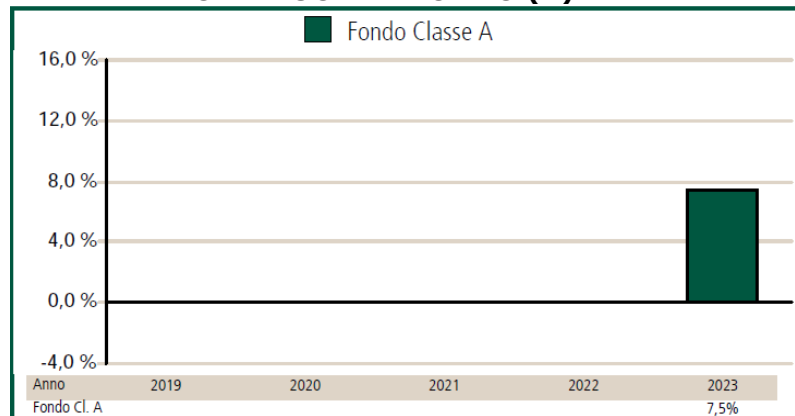 Fondo Classe A
16,0 %
12,0 %
8,0 %
4,0 %
0,0 %
-4,0 %
Anno 2019 2020 2021 2022 2023
Fondo Cl. A 7,5%